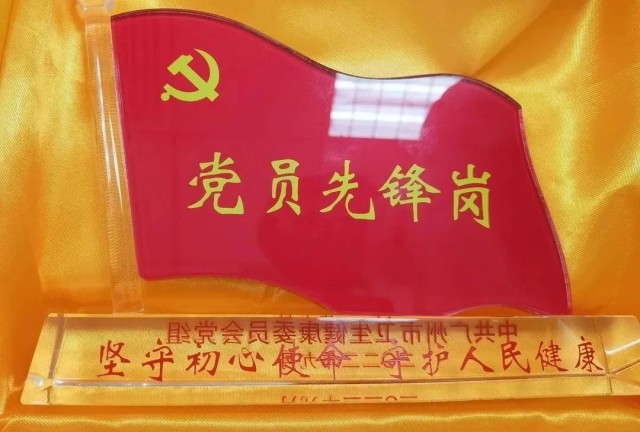 党员先锋岗
中共广州市卫生健康委员会党组
坚守初心使命 守护人民健康